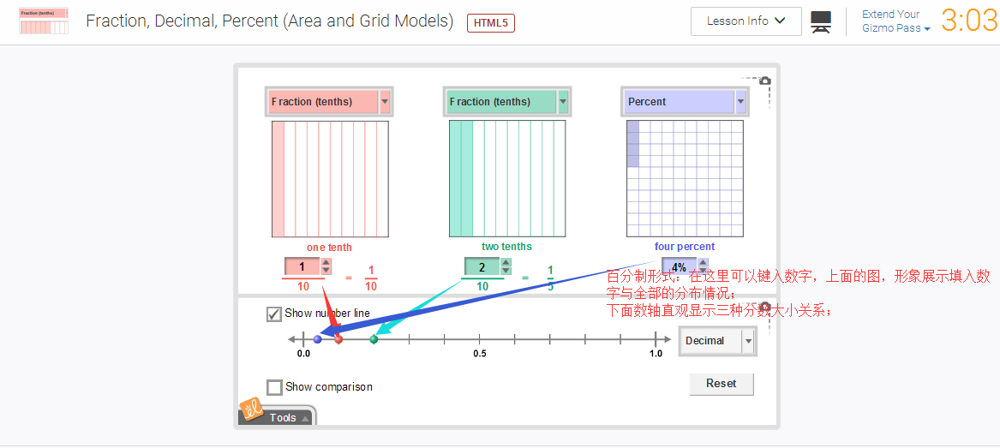 Fraction (tenths)
Fraction, Decimal, Percent (Area and Grid Models)
HTML5
Lesson Info
Extend Your
Gizmo Pass
3:03
Fraction (tenths)
Fraction (tenths)
Percent
one tenth
two tenths
four percent
1
10
=
1
10
2
10
=
1
5
4%
百分制形式：在这里可以键入数字，上面的图，形象展示填入数
字与全部的分布情况；
下面数轴直观显示三种分数大小关系；
Show number line
0.0
0.5
1.0
Decimal
Show comparison
Reset
Tools